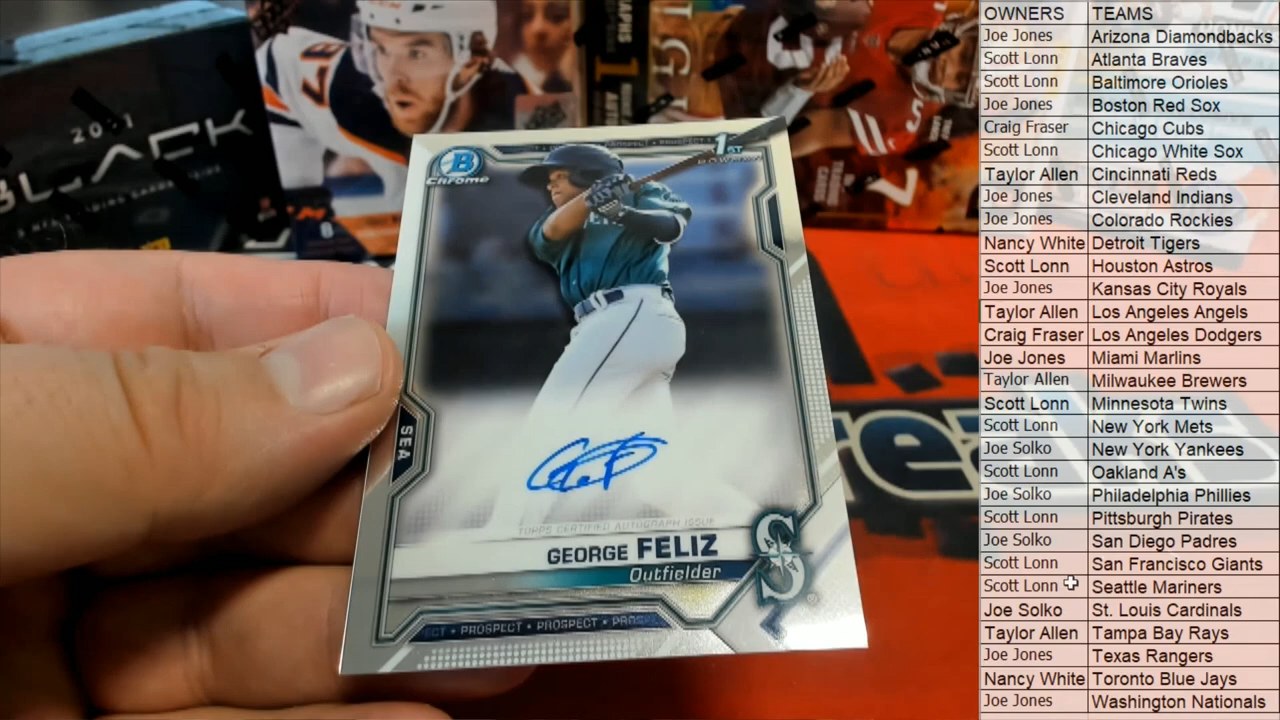 OWNERS TEAMS
Joe Jones Arizona Diamondbacks
Scott Lonn Atlanta Braves
Scott Lonn Baltimore Orioles
Joe Jones Boston Red Sox
Craig Fraser Chicago Cubs
Scott Lonn Chicago White Sox
Taylor Allen Cincinnati Reds
Joe Jones Cleveland Indians
Joe Jones Colorado Rockies
Nancy White Detroit Tigers
Scott Lonn Houston Astros
Joe Jones Kansas City Royals
Taylor Allen Los Angeles Angels
Craig Fraser Los Angeles Dodgers
Joe Jones Miami Marlins
Taylor Allen Milwaukee Brewers
Scott Lonn Minnesota Twins
Scott Lonn New York Mets
Joe Solko New York Yankees
Scott Lonn Oakland A's
Joe Solko Philadelphia Phillies
Scott Lonn Pittsburgh Pirates
Joe Solko San Diego Padres
Scott Lonn San Francisco Giants
Scott Lonn Seattle Mariners
Joe Solko St. Louis Cardinals
Taylor Allen Tampa Bay Rays
Joe Jones Texas Rangers
Nancy White Toronto Blue Jays
Joe Jones Washington Nationals
BLACK
97
B
Chrome
1ST
BOWMAN
SEA
TOPPS CERTIFIED AUTOGRAPH ISSUE
GEORGE FELIZ
Outfielder
S
PROSPECT • PROSPECT